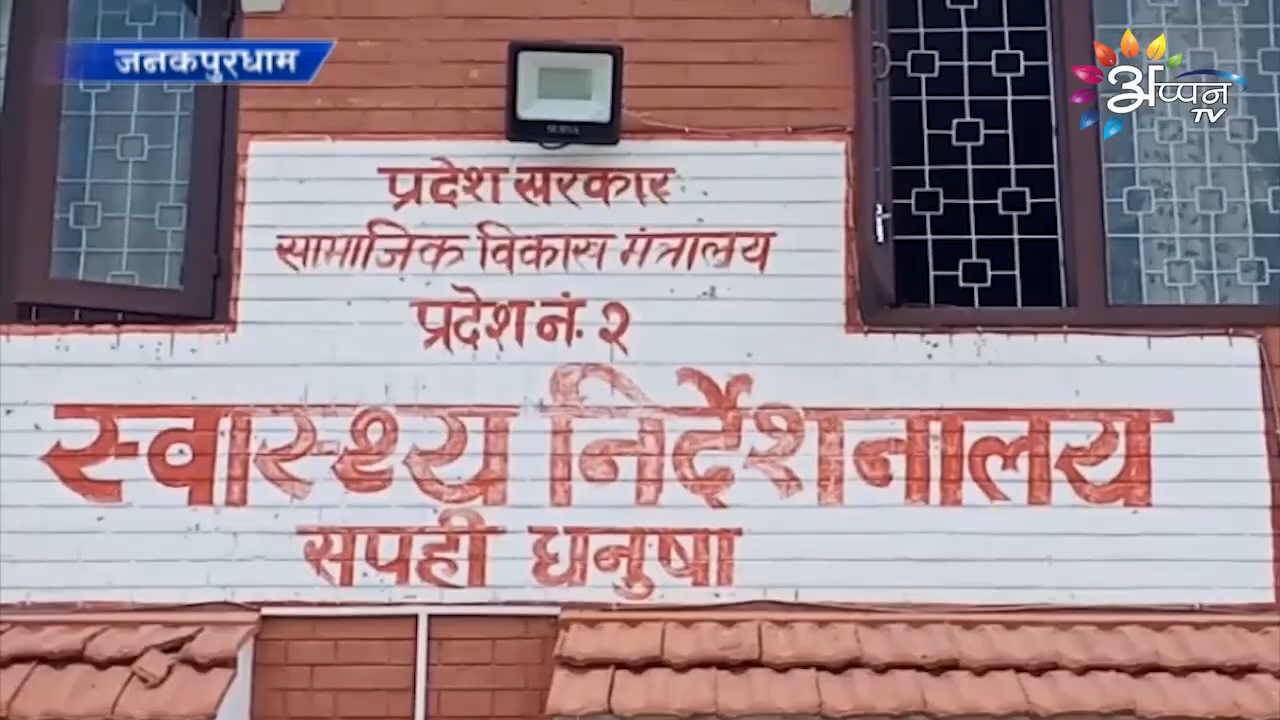 जनकपुरधाम
अप्पन
TV
प्रदेश सरकार
सामाजिक विकास मंत्रालय
प्रदेश नं. २
स्वास्थ्य निर्देशनालय
सपही धनुषा